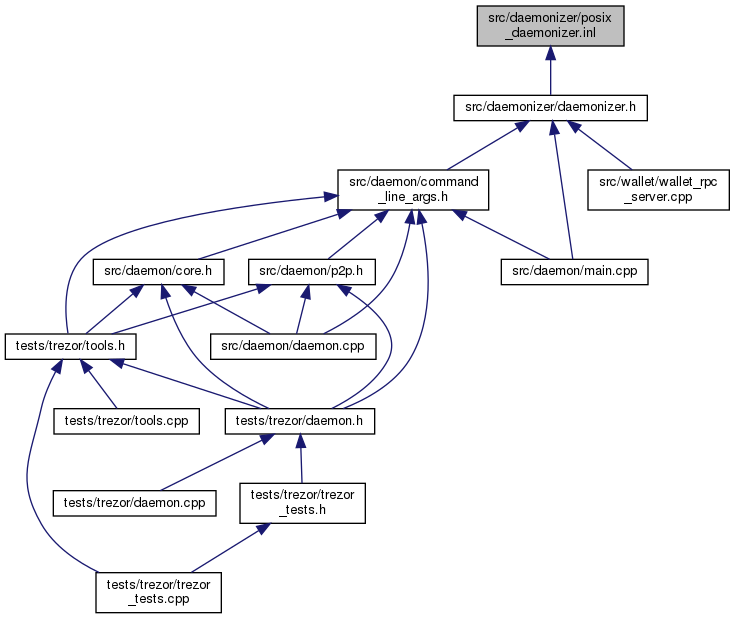 src/daemonizer/posix
_daemonizer.inl
src/daemonizer/daemonizer.h
src/daemon/command
_line_args.h
src/wallet/wallet_rpc
_server.cpp
src/daemon/core.h
src/daemon/p2p.h
src/daemon/main.cpp
tests/trezor/tools.h
src/daemon/daemon.cpp
tests/trezor/tools.cpp
tests/trezor/daemon.h
tests/trezor/daemon.cpp
tests/trezor/trezor
_tests.h
tests/trezor/trezor
_tests.cpp